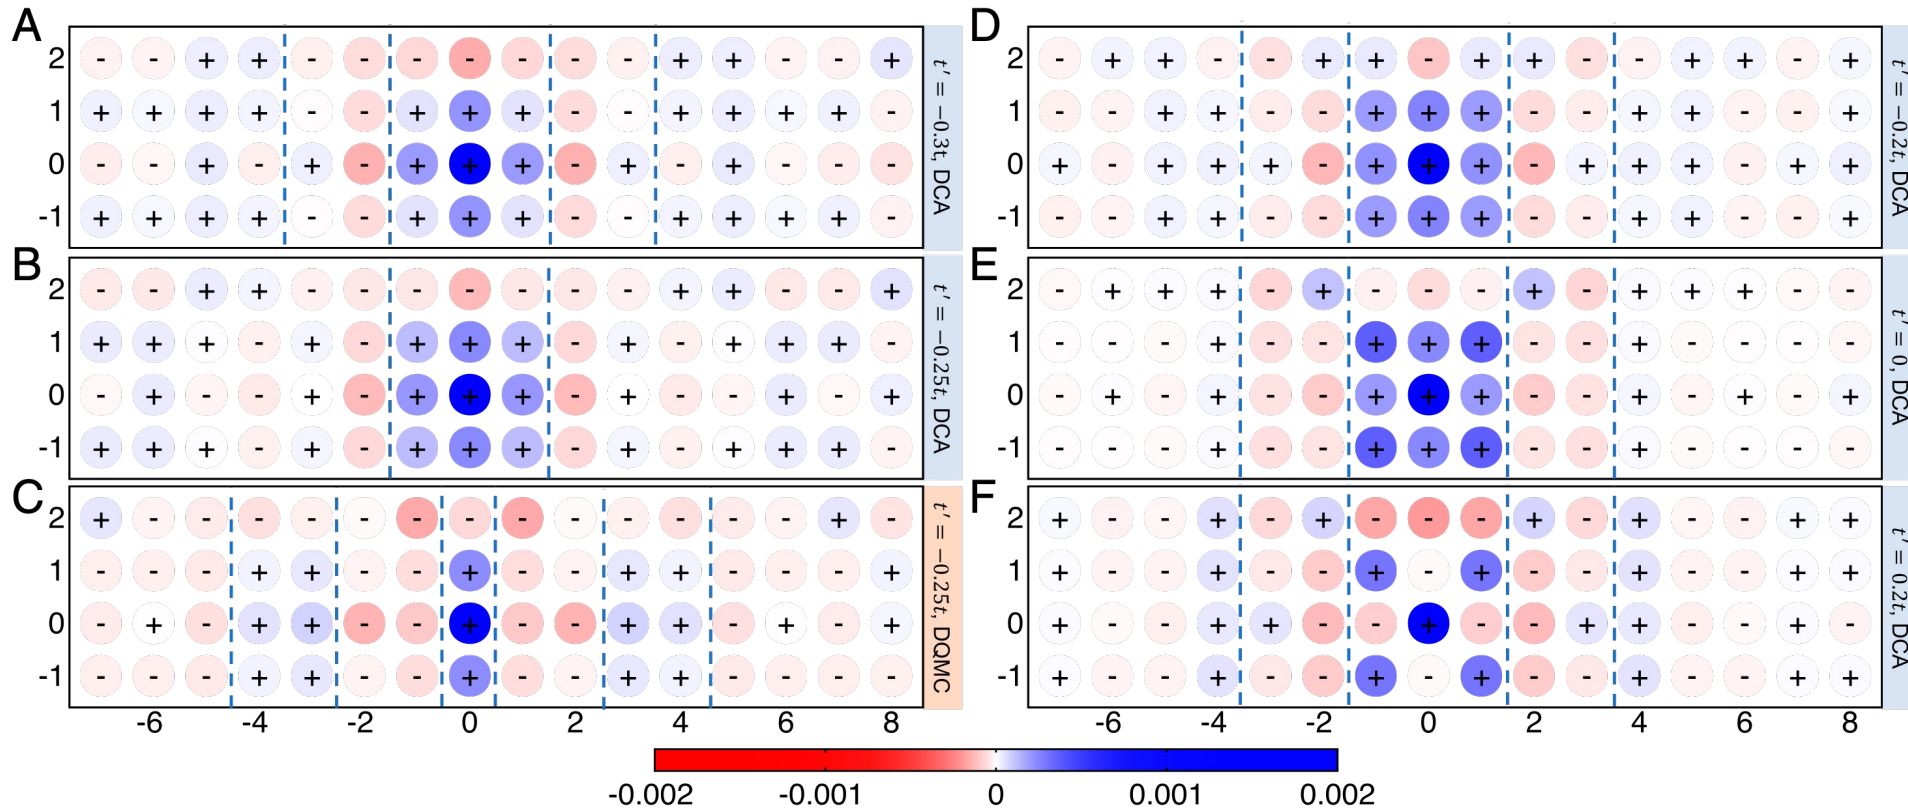 A
2 - - + + - - - - - - - + + - - +
1 + + + + - - + + + - - + + + + -
0 - - + - + - + + + - + - + - - -
-1 + + + + - - + + + - - + + + + -
t′ = −0.3t, DCA
B
2 - - + + - - - - - - - + + - - +
1 + + + - + - + + + - + - + + + -
0 - + - - + - + + + - + - - + - +
-1 + + + - + - + + + - + - + + + -
t′ = −0.25t, DCA
C
2 + - - - - - - - - - - - - - + -
1 - - - + + - - + - - + + - - - +
0 - + - + + - - + - - + + - + - +
-1 - - - + + - - + - - + + - - - -
t′ = −0.25t, DQMC
-6 -4 -2 0 2 4 6 8
D
2 - + + - - + + - + + - - + + - +
1 - - + + - - + + + - - + + - - +
0 + - + + + - + + + - + + + - + +
-1 - - + + - - + + + - - + + - - +
t′ = −0.2t, DCA
E
2 - + + + - + - - - + - + + + - -
1 - - - + - - + + + - - + - - - -
0 - + - + - - + + + - - + - + - +
-1 - - - + - - + + + - - + - - - -
t′ = 0, DCA
F
2 + - - + - + - - - + - + - - + +
1 + - - + - - + - + - - + - - + +
0 + - - + + - - + - - + + - - + -
-1 + - - + - - + - + - - + - - + +
t′ = 0.2t, DCA
-6 -4 -2 0 2 4 6 8
-0.002 -0.001 0 0.001 0.002